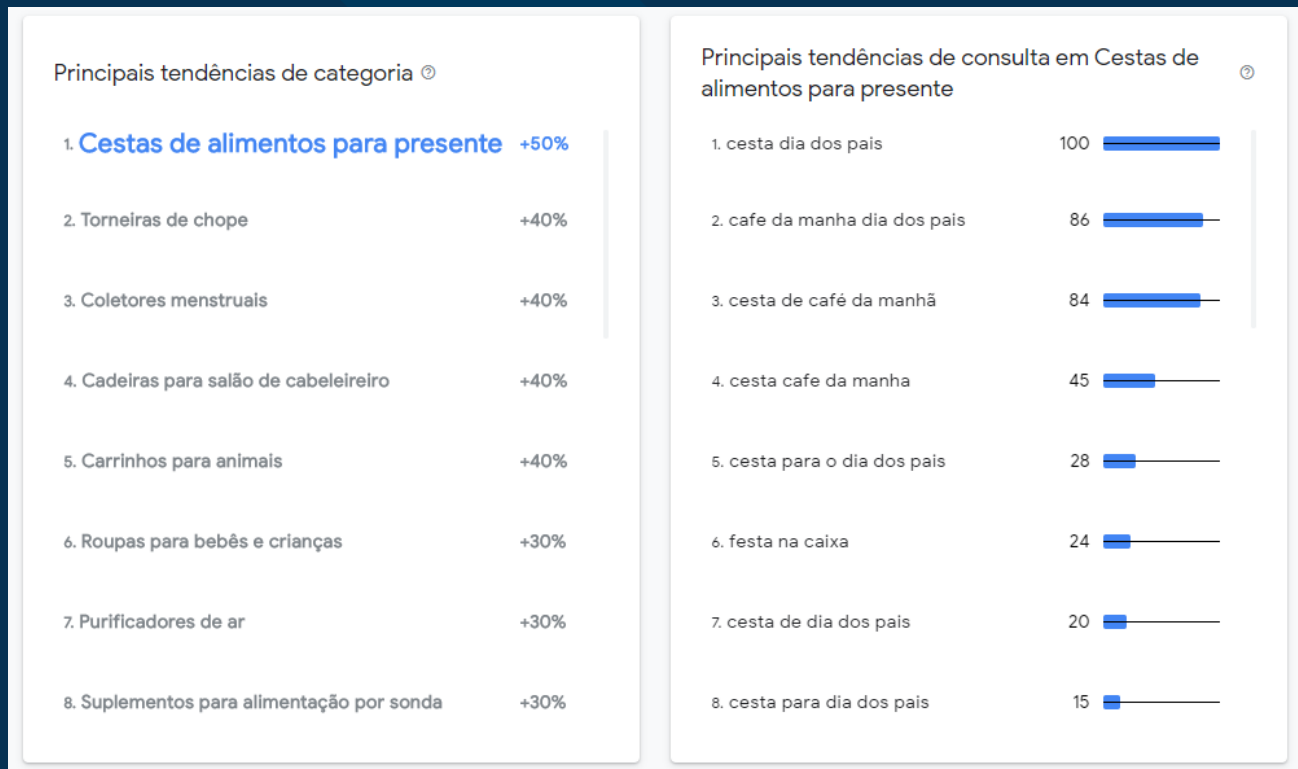 Principais tendências de categoria
1. Cestas de alimentos para presente +50%
2. Torneiras de chope +40%
3. Coletores menstruais +40%
4. Cadeiras para salão de cabeleireiro +40%
5. Carrinhos para animais +40%
6. Roupas para bebês e crianças +30%
7. Purificadores de ar +30%
8. Suplementos para alimentação por sonda +30%
Principais tendências de consulta em Cestas de
alimentos para presente
1. cesta dia dos pais 100
2. cafe da manha dia dos pais 86
3. cesta de café da manhã 84
4. cesta cafe da manha 45
5. cesta para o dia dos pais 28
6. festa na caixa 24
7. cesta de dia dos pais 20
8. cesta para dia dos pais 15